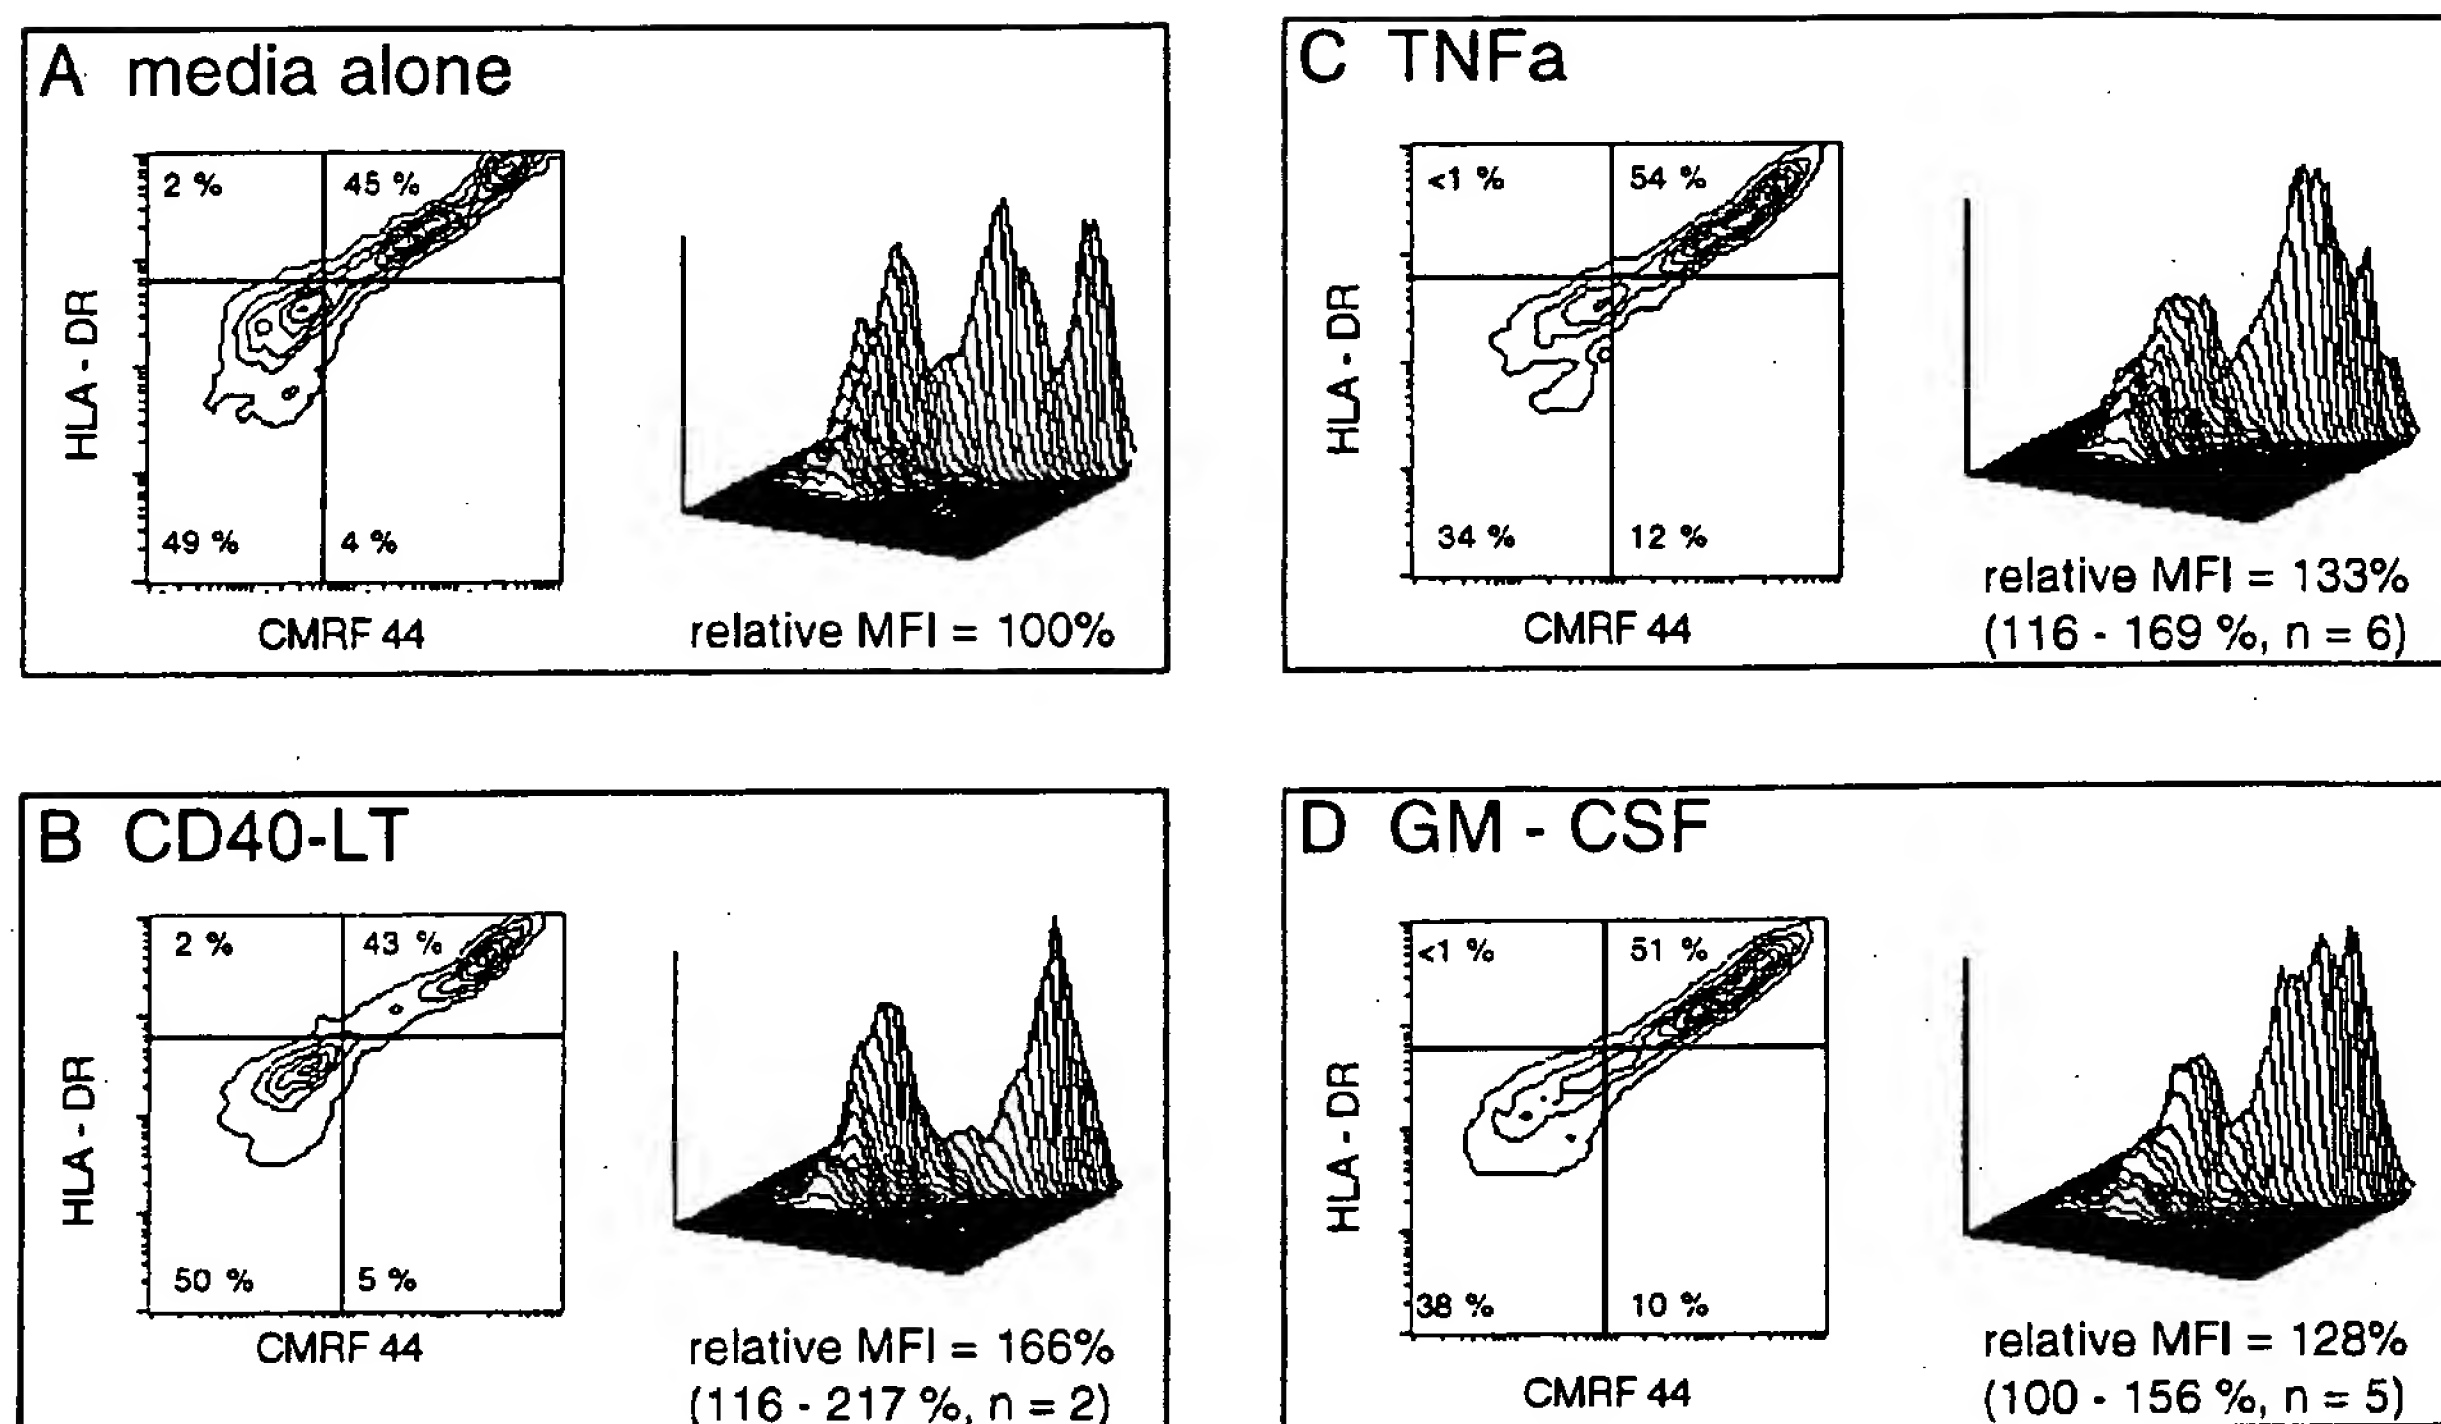 A media alone
2 %
45 %
HLA - DR
49 %
4 %
CMRF 44
relative MFI = 100%
C TNFa
<1 %
54 %
HLA - DR
34 %
12 %
CMRF 44
relative MFI = 133%
(116 - 169 %, n = 6)
B CD40-LT
2 %
43 %
HLA - DR
50 %
5 %
CMRF 44
relative MFI = 166%
(116 - 217 %, n = 2)
D GM - CSF
<1 %
51 %
HLA - DR
38 %
10 %
CMRF 44
relative MFI = 128%
(100 - 156 %, n = 5)